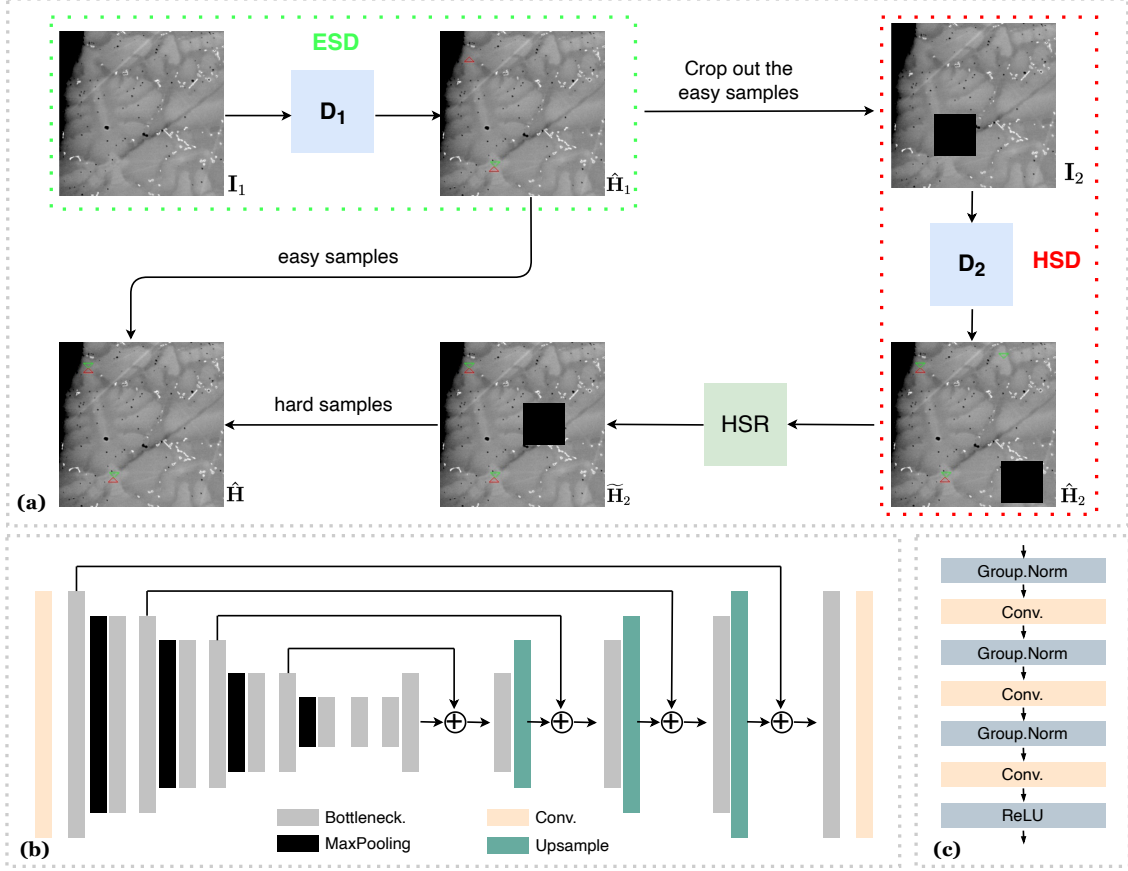 ESD
D₁
I₁
Ĥ₁
Crop out the
easy samples
I₂
D₂
HSD
easy samples
hard samples
HSR
Ĥ
H̃₂
Ĥ₂
(a)
Group.Norm
Conv.
Group.Norm
Conv.
Group.Norm
Conv.
ReLU
Bottleneck.
Conv.
MaxPooling
Upsample
(b)
(c)